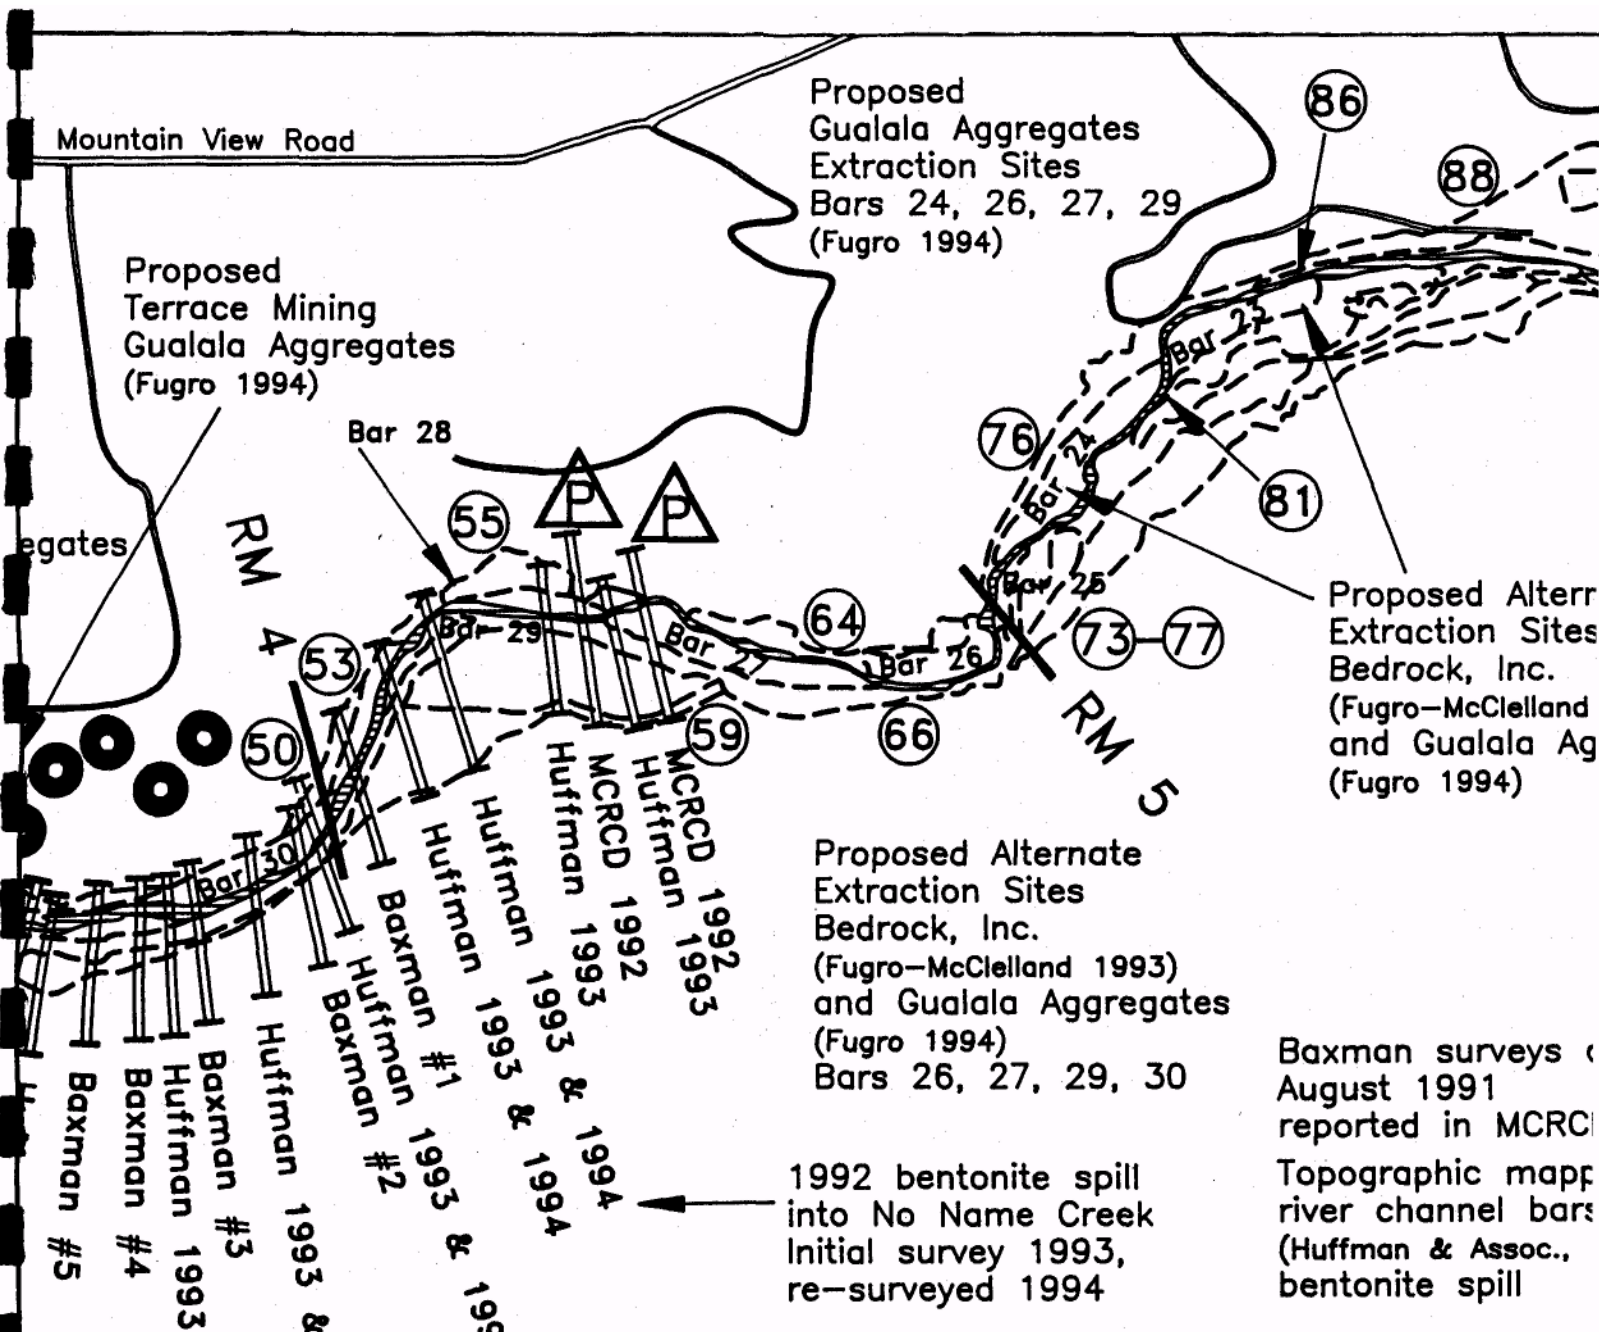 Mountain View Road
Proposed
Gualala Aggregates
Extraction Sites
Bars 24, 26, 27, 29
(Fugro 1994)
86
88
Proposed
Terrace Mining
Gualala Aggregates
(Fugro 1994)
Bar 28
egates
RM 4
55
P
P
76
Bar 23
Bar 24
81
Bar 25
73–77
53
50
Bar 29
Bar 27
64
Bar 26
59
66
RM 5
Bar 30
Proposed Altern
Extraction Sites
Bedrock, Inc.
(Fugro–McClelland
and Gualala Ag
(Fugro 1994)
Proposed Alternate
Extraction Sites
Bedrock, Inc.
(Fugro–McClelland 1993)
and Gualala Aggregates
(Fugro 1994)
Bars 26, 27, 29, 30
Baxman #5
Baxman #4
Huffman 1993
Baxman #3
Huffman 1993 &
Baxman #2
Huffman 1993 & 199
Baxman #1
Huffman 1993 & 1994
Huffman 1993 & 1994
Huffman 1993
MCRCD 1992
Huffman 1993
MCRCD 1992
1992 bentonite spill
into No Name Creek
Initial survey 1993,
re–surveyed 1994
Baxman surveys
August 1991
reported in MCRC
Topographic mapp
river channel bars
(Huffman & Assoc.,
bentonite spill